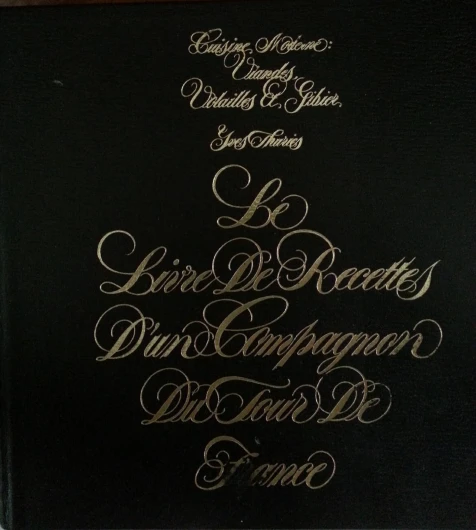 Cuisine Moderne:
Viandes,
Volailles Et Gibier
Yves Thuriès
Le
Livre De Recettes
D'un Compagnon
Du Tour De
France